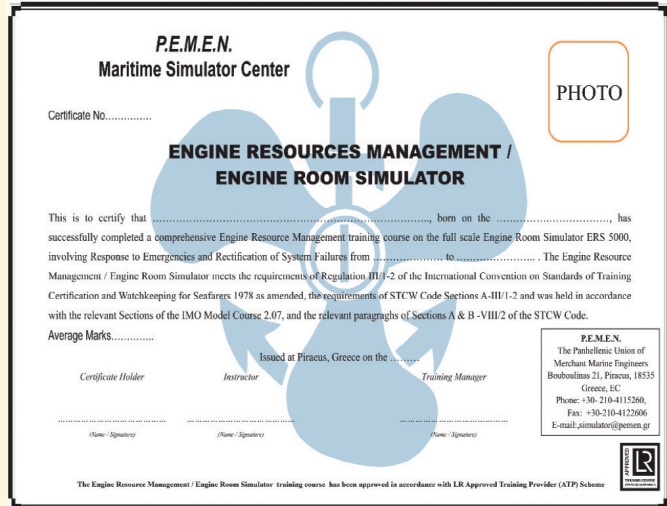 P.E.M.E.N.
Maritime Simulator Center
PHOTO
Certificate No...............
ENGINE RESOURCES MANAGEMENT /
ENGINE ROOM SIMULATOR
This is to certify that ......................................................................................, born on the ..................................., has
successfully completed a comprehensive Engine Resource Management training course on the full scale Engine Room Simulator ERS 5000,
involving Response to Emergencies and Rectification of System Failures from ..................... to ........................ . The Engine Resource
Management / Engine Room Simulator meets the requirements of Regulation III/1-2 of the International Convention on Standards of Training
Certification and Watchkeeping for Seafarers 1978 as amended, the requirements of STCW Code Sections A-III/1-2 and was held in accordance
with the relevant Sections of the IMO Model Course 2.07, and the relevant paragraghs of Sections A & B -VIII/2 of the STCW Code.
Average Marks.............
Issued at Piraeus, Greece on the .........
Certificate Holder Instructor Training Manager
.................................... .................................... ....................................
(Name / Signature) (Name / Signature) (Name / Signature)
P.E.M.E.N.
The Panhellenic Union of
Merchant Marine Engineers
Bouboulinas 21, Piraeus, 18535
Greece, EC
Phone: +30- 210-4115260,
Fax: +30-210-4122606
E-mail:,simulator@pemen.gr
APPROVED
LR
TRAINING COURSE
The Engine Resource Management / Engine Room Simulator training course has been approved in accordance with LR Approved Training Provider (ATP) Scheme